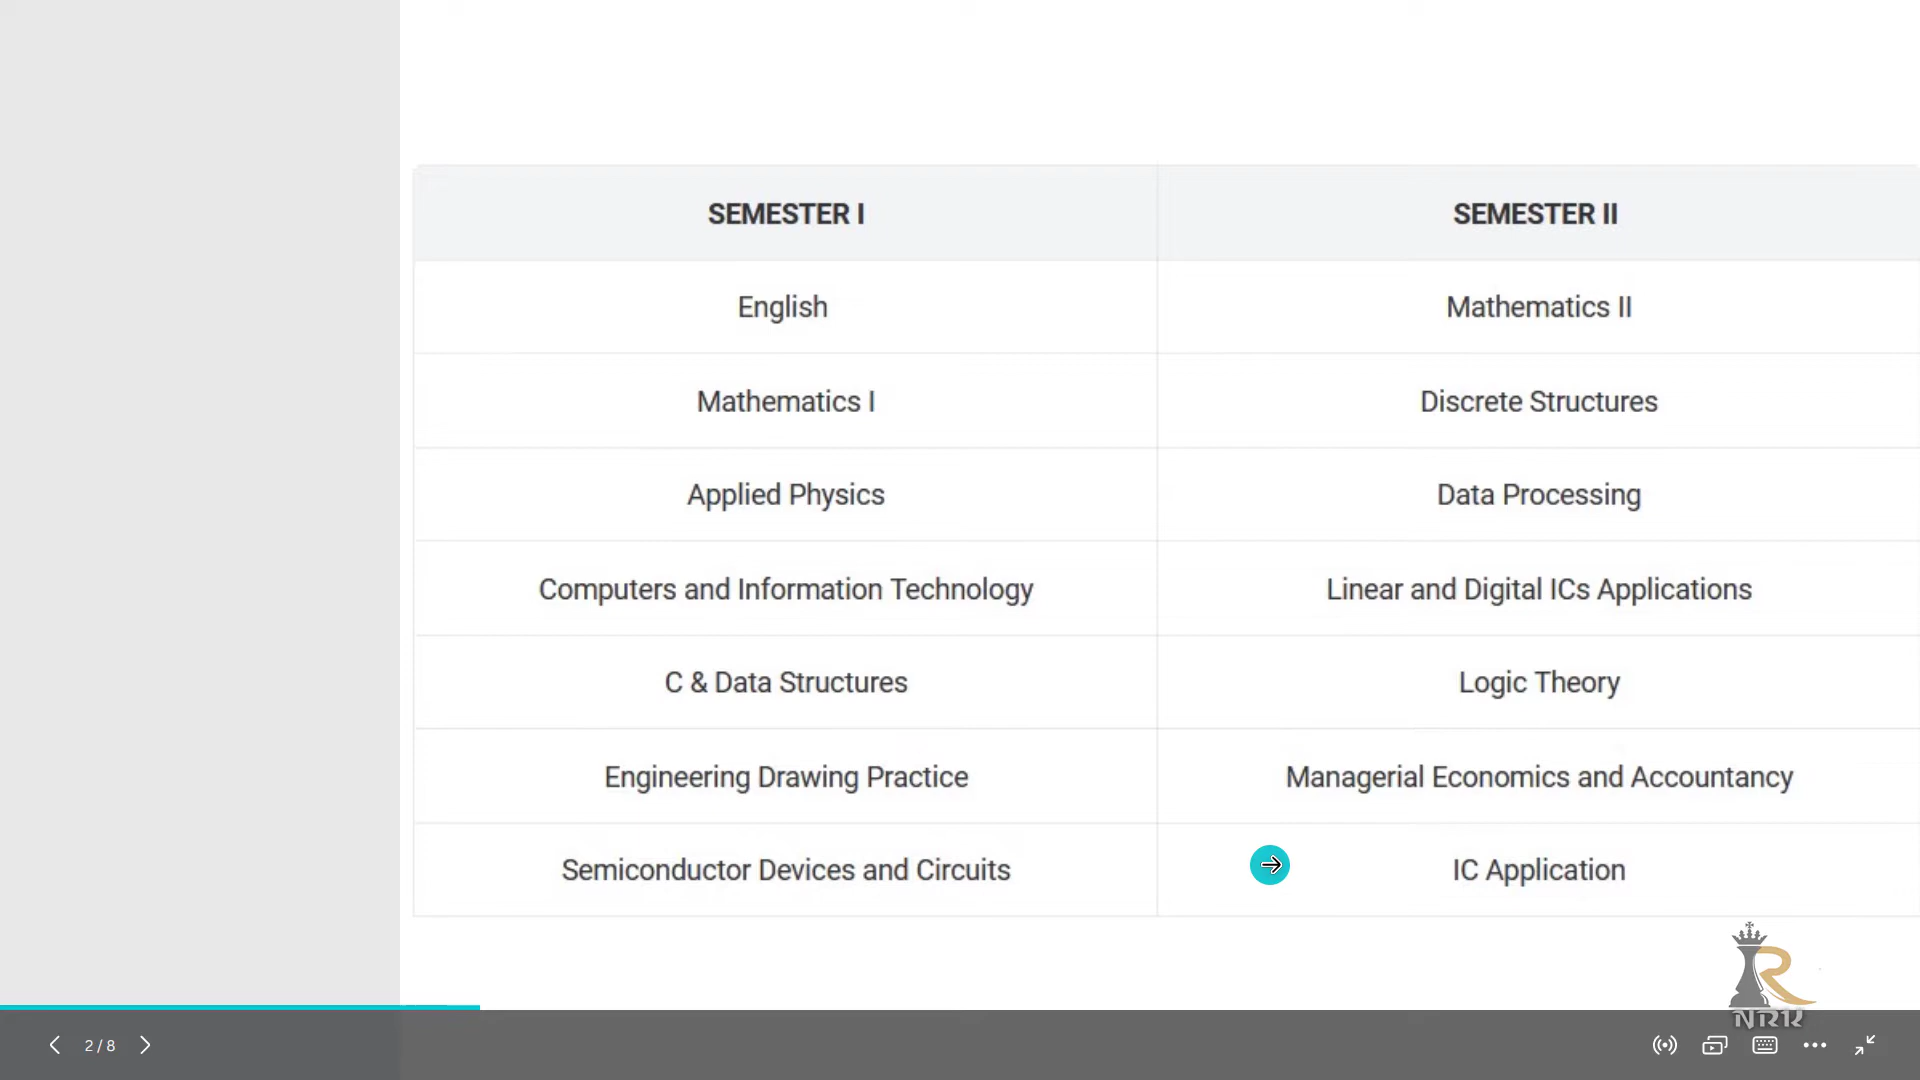 SEMESTER I SEMESTER II
English Mathematics II
Mathematics I Discrete Structures
Applied Physics Data Processing
Computers and Information Technology Linear and Digital ICs Applications
C & Data Structures Logic Theory
Engineering Drawing Practice Managerial Economics and Accountancy
Semiconductor Devices and Circuits IC Application
R
NRK
2 / 8